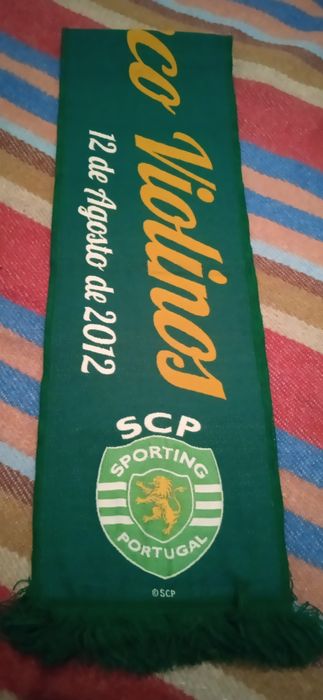 co Violinos
12 de Agosto de 2012
SCP
SPORTING
PORTUGAL
©SCP